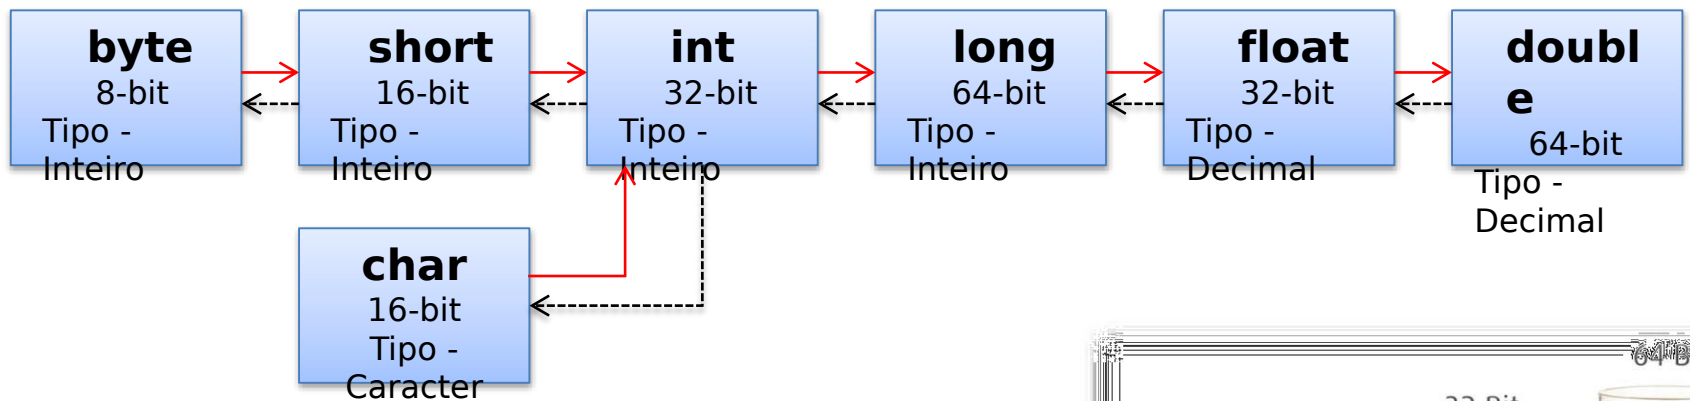 byte
8-bit
Tipo -
Inteiro
short
16-bit
Tipo -
Inteiro
int
32-bit
Tipo -
Inteiro
long
64-bit
Tipo -
Inteiro
float
32-bit
Tipo -
Decimal
doubl
e
64-bit
Tipo -
Decimal
char
16-bit
Tipo -
Caracter
64 B